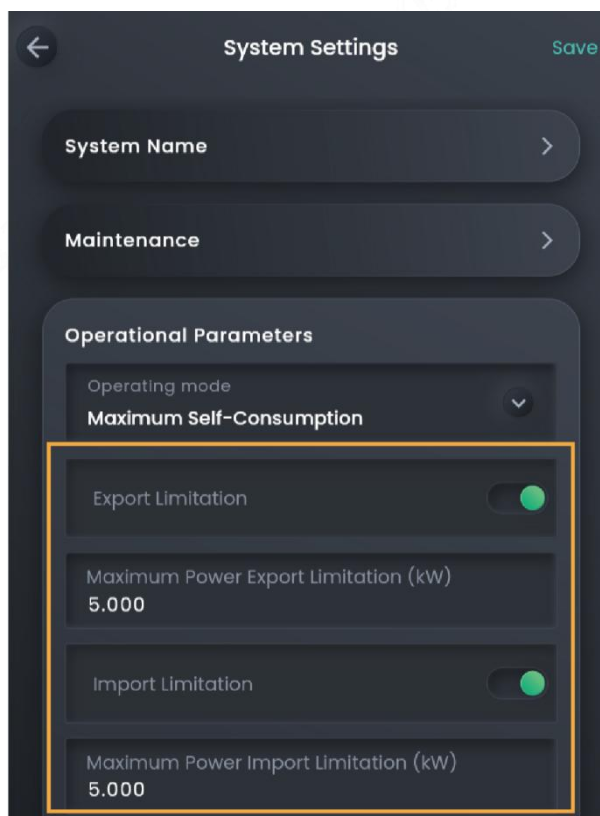 System Settings
Save
System Name
Maintenance
Operational Parameters
Operating mode
Maximum Self-Consumption
Export Limitation
Maximum Power Export Limitation (kW)
5.000
Import Limitation
Maximum Power Import Limitation (kW)
5.000